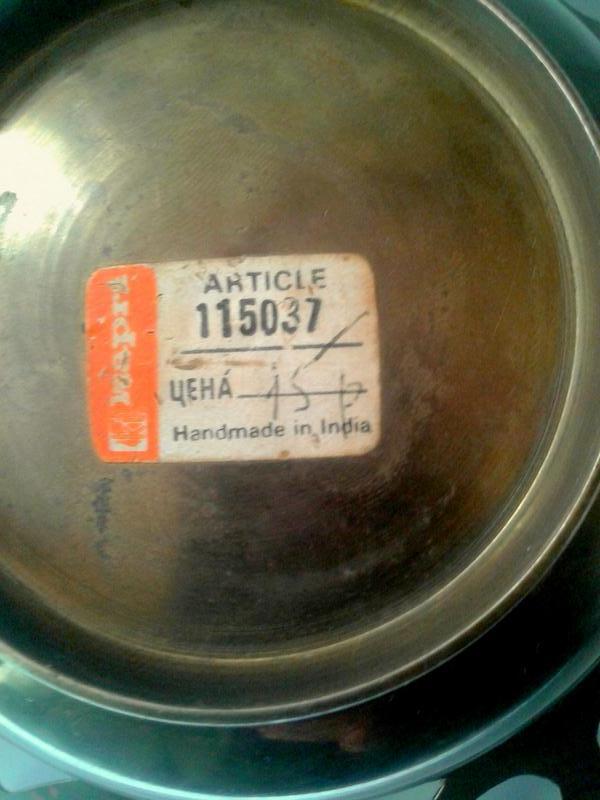 ARTICLE
115037
ЦЕНА́
Handmade in India